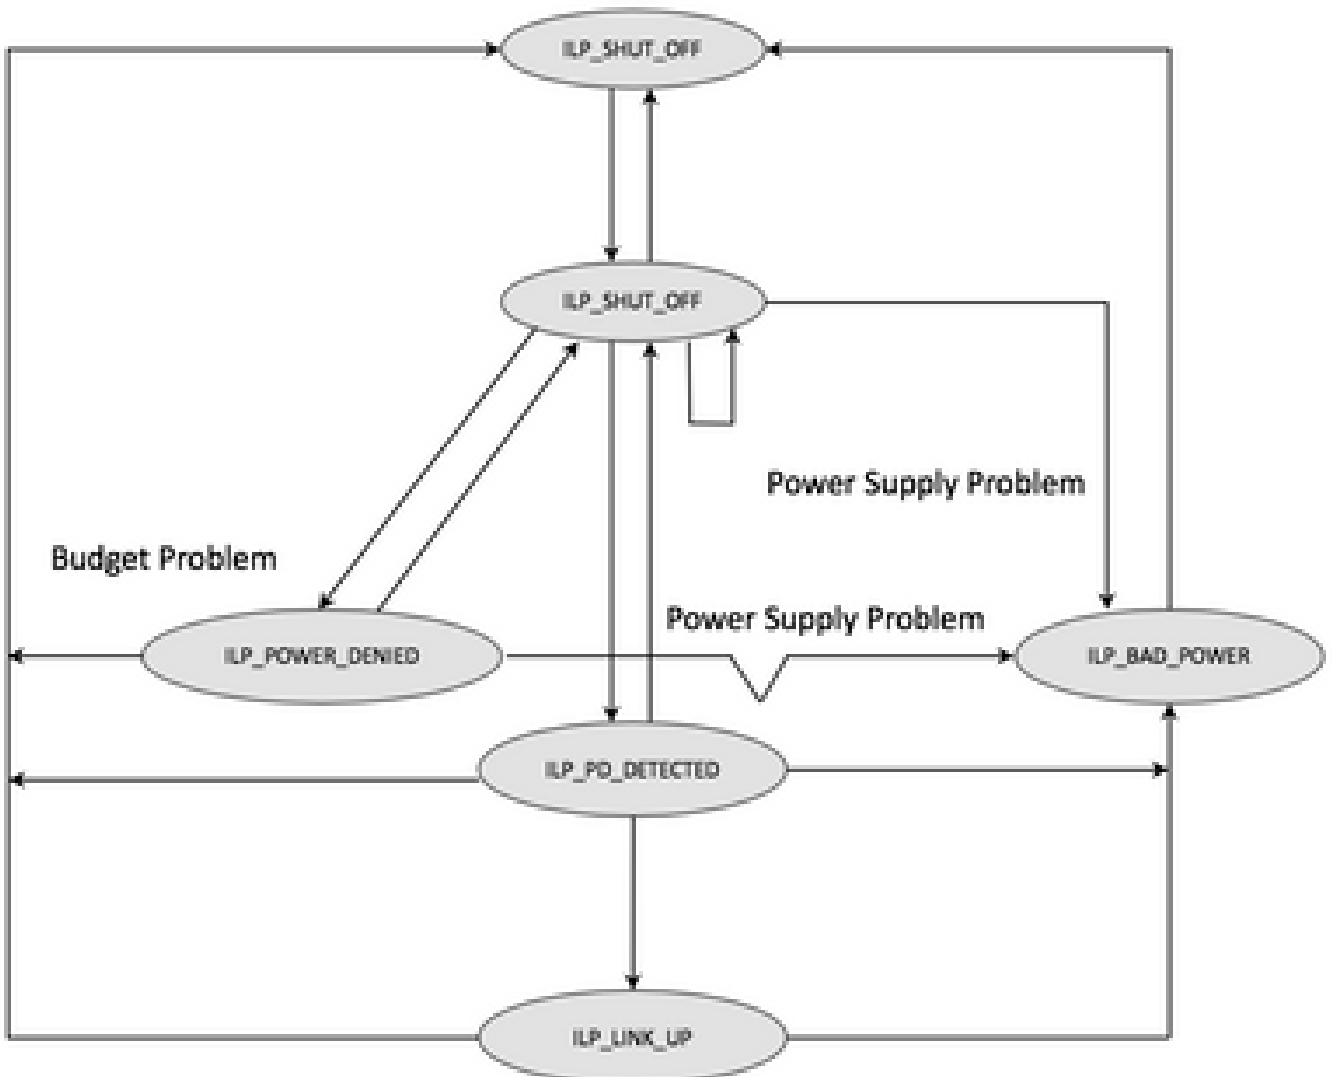 ILP_SHUT_OFF
ILP_SHUT_OFF
Power Supply Problem
Budget Problem
Power Supply Problem
ILP_POWER_DENIED
ILP_BAD_POWER
ILP_PD_DETECTED
ILP_LINK_UP